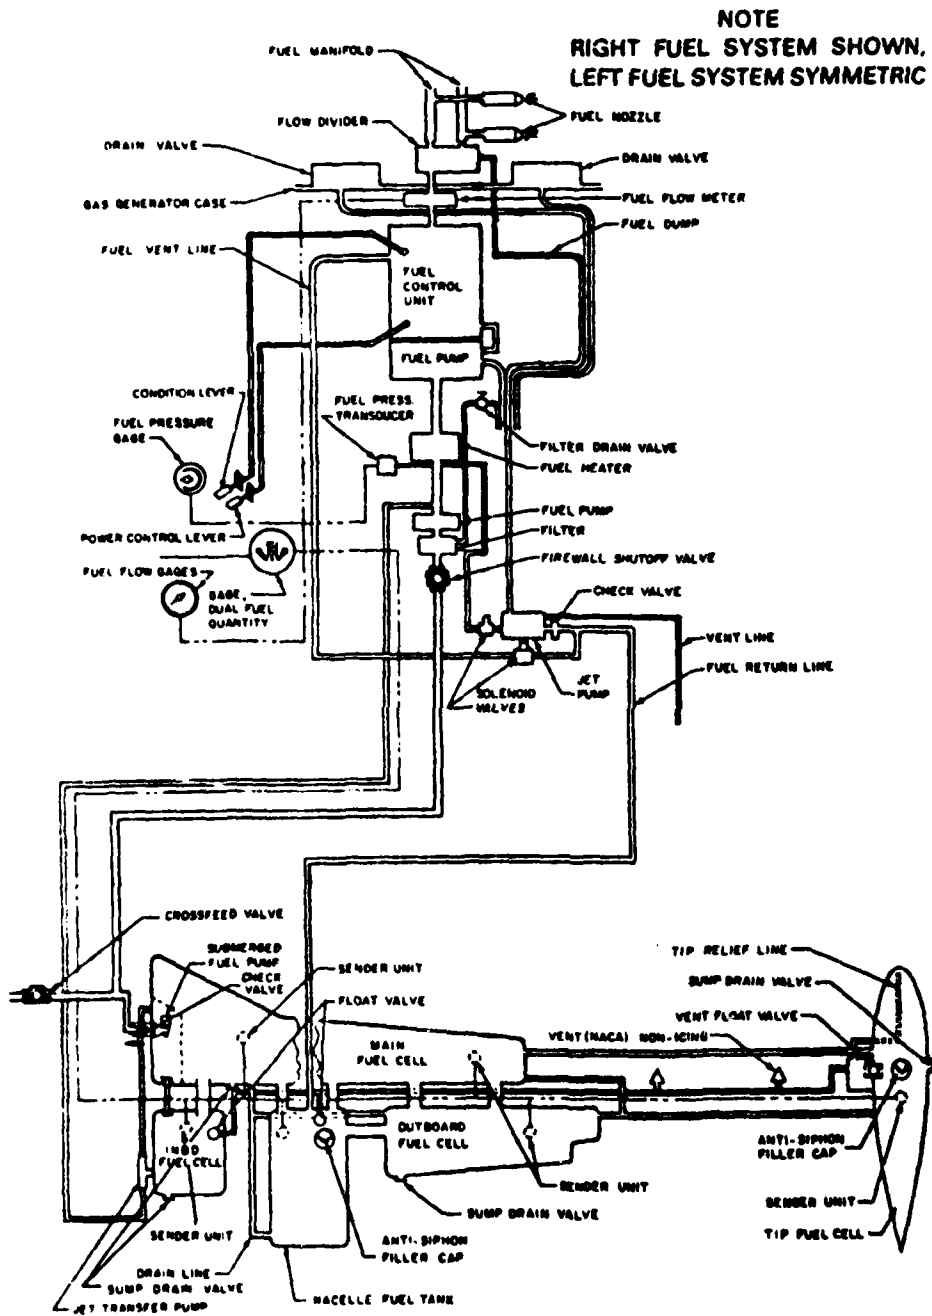 NOTE
RIGHT FUEL SYSTEM SHOWN,
LEFT FUEL SYSTEM SYMMETRIC
FUEL MANIFOLD
FUEL NOZZLE
FLOW DIVIDER
DRAIN VALVE
DRAIN VALVE
GAS GENERATOR CASE
FUEL FLOW METER
FUEL DUMP
FUEL VENT LINE
FUEL
CONTROL
UNIT
FUEL PUMP
CONDITION LEVER
FUEL PRESS.
TRANSDUCER
FUEL PRESSURE
GAGE
FILTER DRAIN VALVE
FUEL HEATER
FUEL PUMP
FILTER
POWER CONTROL LEVER
FIREWALL SHUTOFF VALVE
FUEL FLOW GAGES
GAGE,
DUAL FUEL
QUANTITY
CHECK VALVE
VENT LINE
FUEL RETURN LINE
SOLENOID
VALVES
JET
PUMP
CROSSFEED VALVE
SUBMERGED
FUEL PUMP
CHECK
VALVE
SENDER UNIT
FLOAT VALVE
TIP RELIEF LINE
SUMP DRAIN VALVE
VENT FLOAT VALVE
VENT (NACA) NON-ICING
MAIN
FUEL CELL
OUTBOARD
FUEL CELL
INBD
FUEL CELL
ANTI-SIPHON
FILLER CAP
SENDER UNIT
SENDER UNIT
TIP FUEL CELL
SUMP DRAIN VALVE
SENDER UNIT
ANTI-SIPHON
FILLER CAP
DRAIN LINE
SUMP DRAIN VALVE
JET TRANSFER PUMP
NACELLE FUEL TANK